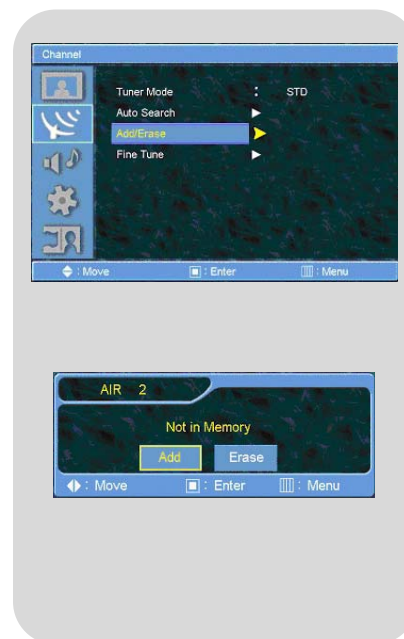 Channel
Tuner Mode : STD
Auto Search
Add/Erase
Fine Tune
: Move : Enter : Menu
AIR 2
Not in Memory
Add Erase
: Move : Enter : Menu